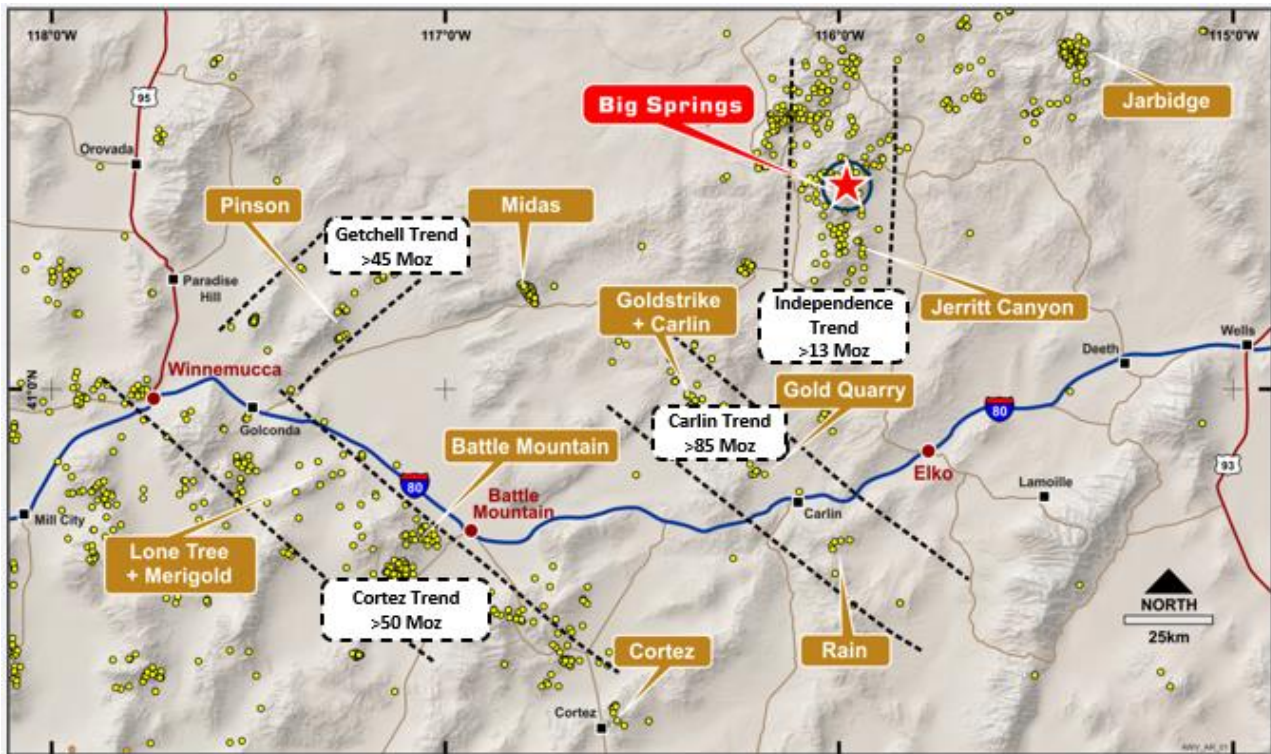 118°0'W
117°0'W
116°0'W
115°0'W
95
Big Springs
Jarbidge
Orovada
Pinson
Midas
Getchell Trend
>45 Moz
Paradise
Hill
Goldstrike
+ Carlin
Independence
Trend
>13 Moz
Jerritt Canyon
Wells
Deeth
41°0'N
Winnemucca
Gold Quarry
Carlin Trend
>85 Moz
80
Golconda
Battle Mountain
80
Elko
93
Battle
Mountain
Lamoille
Carlin
Mill City
Lone Tree
+ Merigold
Cortez Trend
>50 Moz
NORTH
25km
Cortez
Rain
Cortez